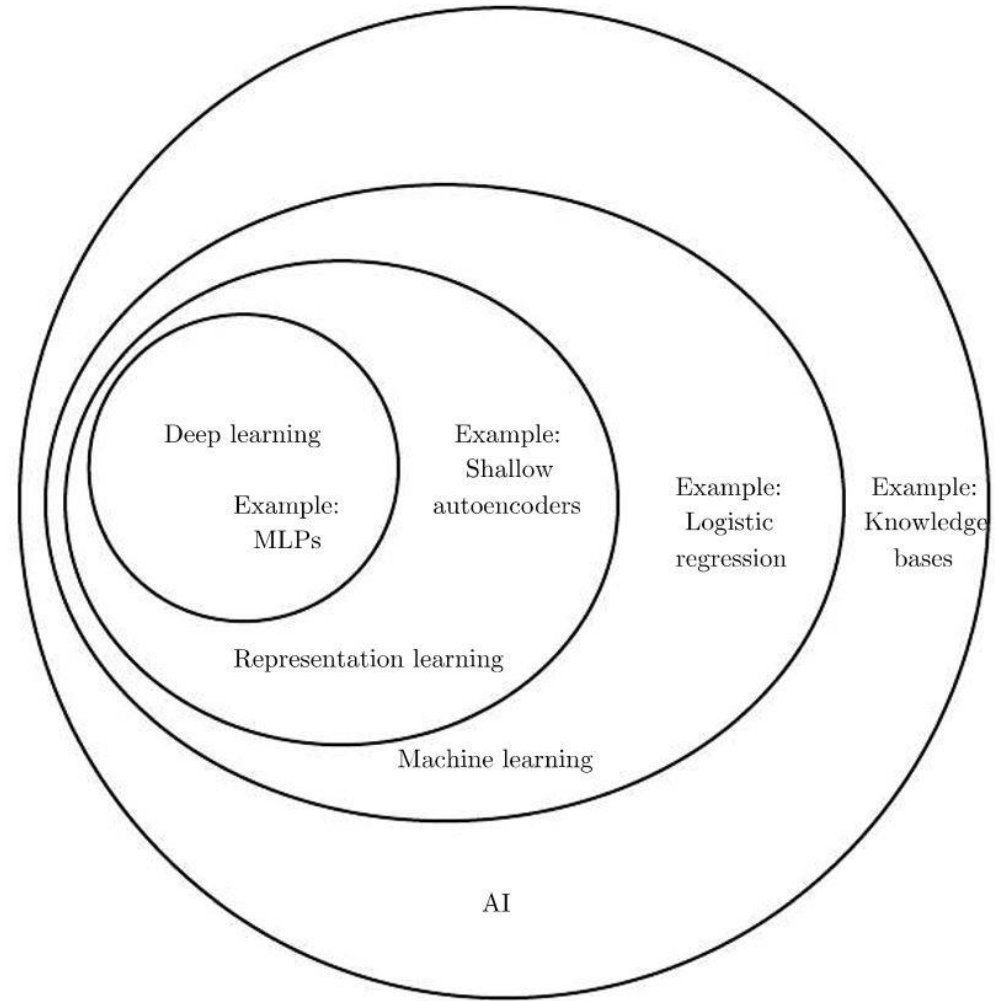 Deep learning
Example:
MLPs
Example:
Shallow
autoencoders
Example:
Logistic
regression
Example:
Knowledge
bases
Representation learning
Machine learning
AI